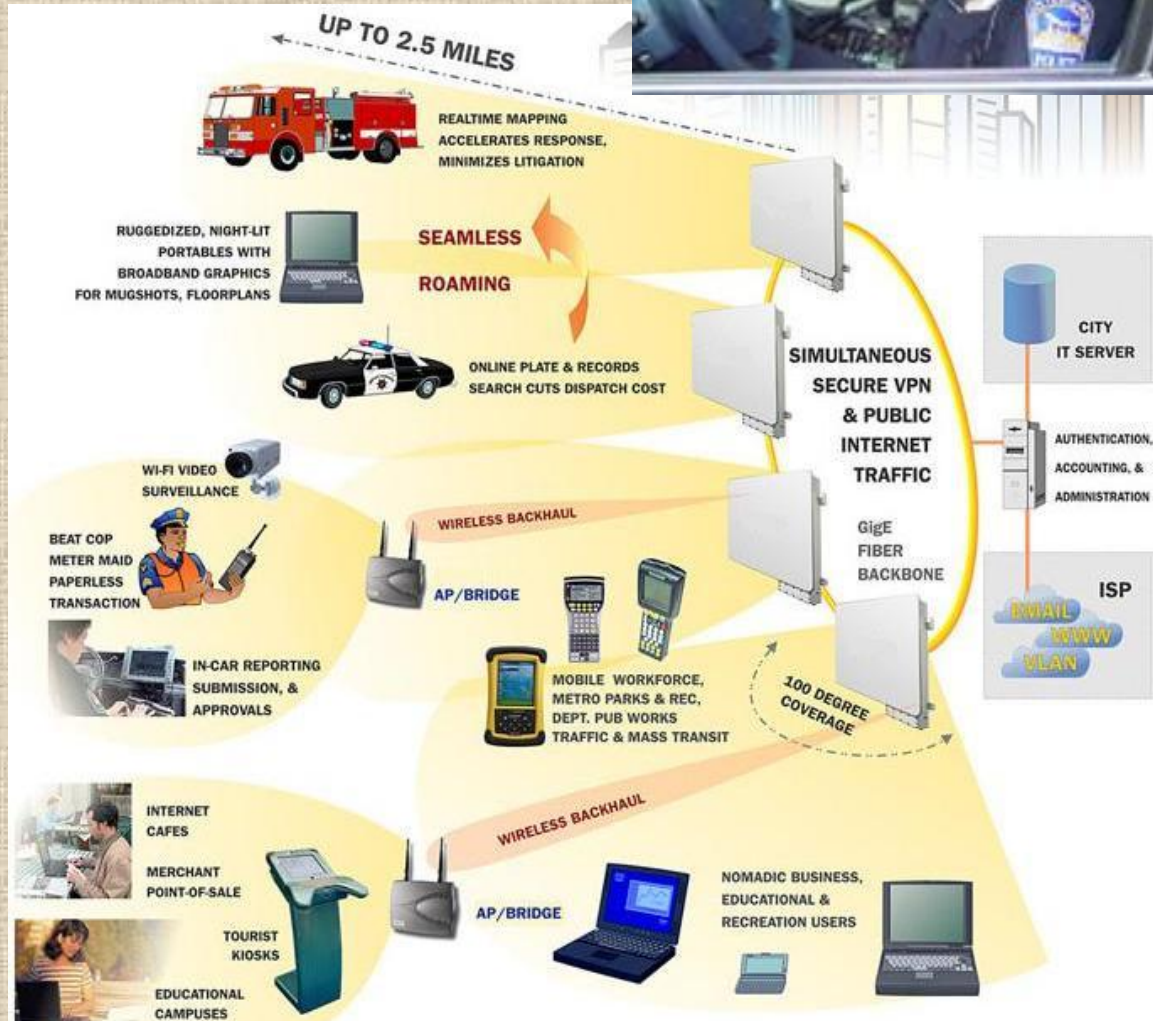 UP TO 2.5 MILES
REALTIME MAPPING
ACCELERATES RESPONSE,
MINIMIZES LITIGATION
RUGGEDIZED, NIGHT-LIT
PORTABLES WITH
BROADBAND GRAPHICS
FOR MUGSHOTS, FLOORPLANS
SEAMLESS
ROAMING
ONLINE PLATE & RECORDS
SEARCH CUTS DISPATCH COST
SIMULTANEOUS
SECURE VPN
& PUBLIC
INTERNET
TRAFFIC
CITY
IT SERVER
AUTHENTICATION,
ACCOUNTING, &
ADMINISTRATION
WI-FI VIDEO
SURVEILLANCE
WIRELESS BACKHAUL
BEAT COP
METER MAID
PAPERLESS
TRANSACTION
AP/BRIDGE
GigE
FIBER
BACKBONE
ISP
EMAIL
WWW
VLAN
IN-CAR REPORTING
SUBMISSION, &
APPROVALS
MOBILE WORKFORCE,
METRO PARKS & REC,
DEPT. PUB WORKS
TRAFFIC & MASS TRANSIT
100 DEGREE
COVERAGE
INTERNET
CAFES
MERCHANT
POINT-OF-SALE
WIRELESS BACKHAUL
TOURIST
KIOSKS
AP/BRIDGE
NOMADIC BUSINESS,
EDUCATIONAL &
RECREATION USERS
EDUCATIONAL
CAMPUSES